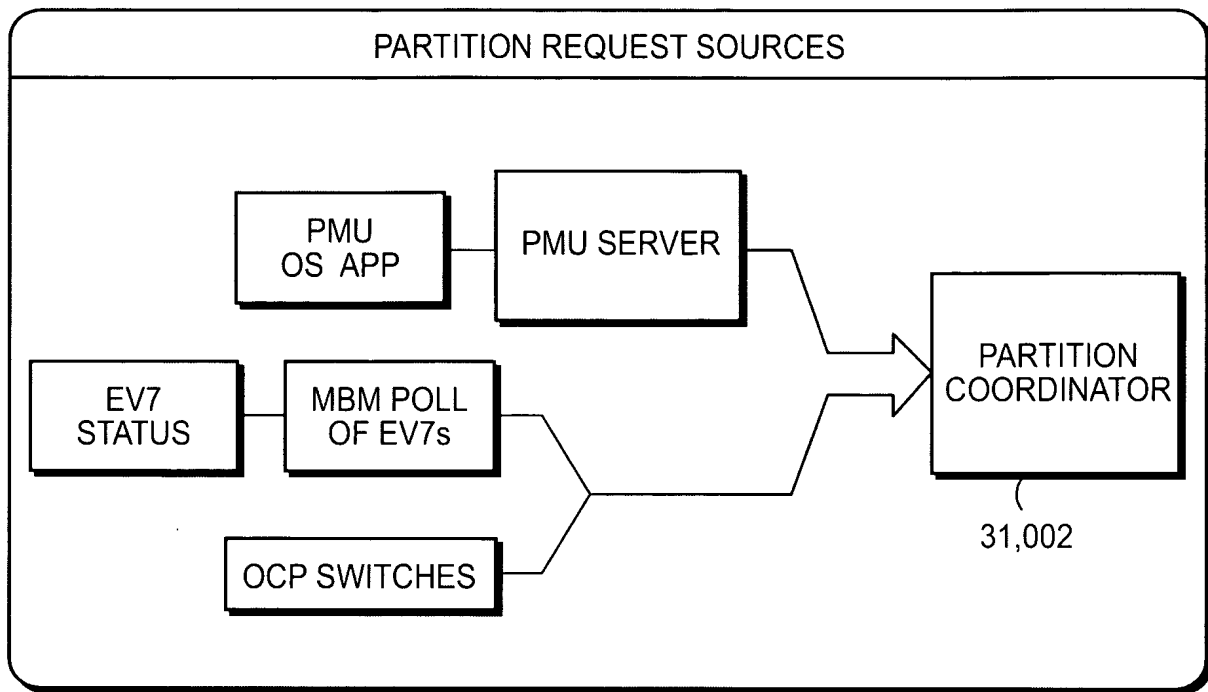 PARTITION REQUEST SOURCES
PMU
OS APP
PMU SERVER
PARTITION
COORDINATOR
EV7
STATUS
MBM POLL
OF EV7s
31,002
OCP SWITCHES